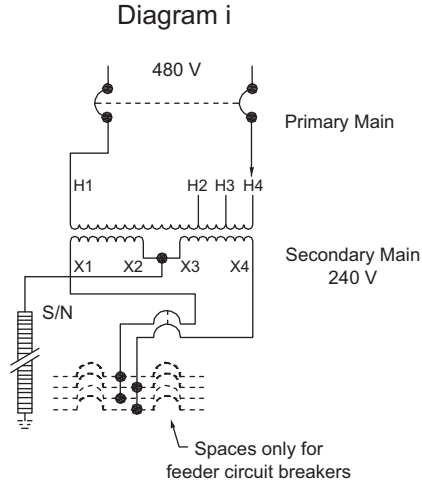 Diagram i
480 V
Primary Main
H1
H2 H3 H4
Secondary Main
240 V
X1 X2 X3 X4
S/N
Spaces only for
feeder circuit breakers